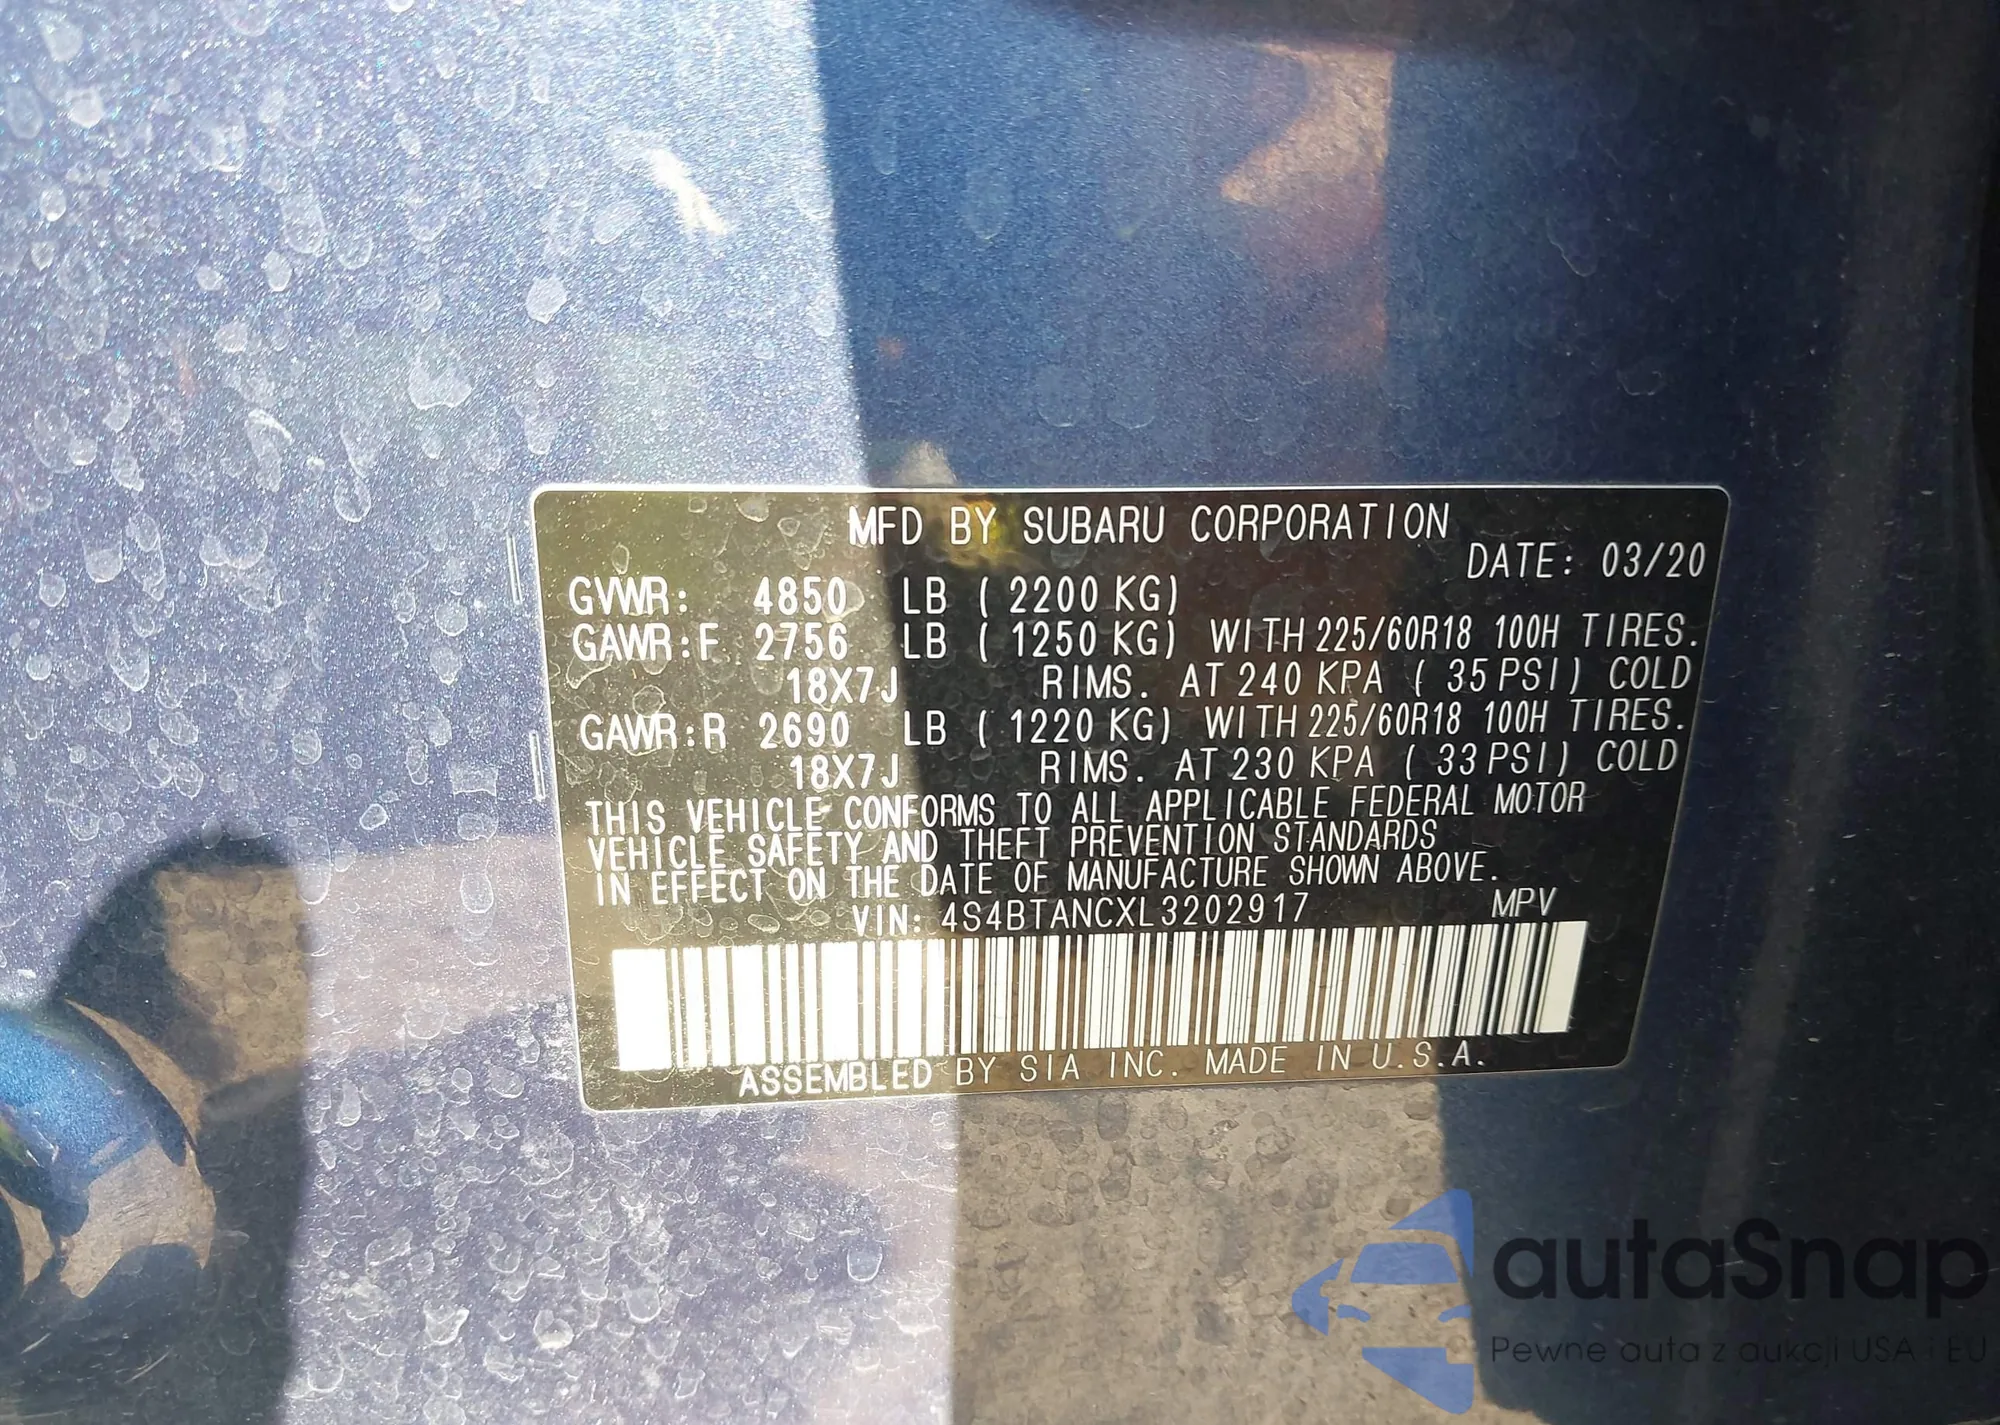 MFD BY SUBARU CORPORATION
DATE: 03/20
GVWR: 4850 LB ( 2200 KG)
GAWR:F 2756 LB ( 1250 KG) WITH 225/60R18 100H TIRES.
18X7J RIMS. AT 240 KPA ( 35 PSI) COLD
GAWR:R 2690 LB ( 1220 KG) WITH 225/60R18 100H TIRES.
18X7J RIMS. AT 230 KPA ( 33 PSI) COLD
THIS VEHICLE CONFORMS TO ALL APPLICABLE FEDERAL MOTOR
VEHICLE SAFETY AND THEFT PREVENTION STANDARDS
IN EFFECT ON THE DATE OF MANUFACTURE SHOWN ABOVE.
VIN: 4S4BTANCXL3202917 MPV
ASSEMBLED BY SIA INC. MADE IN U.S.A.
autaSnap
Pewne auta z aukcji USA i EU